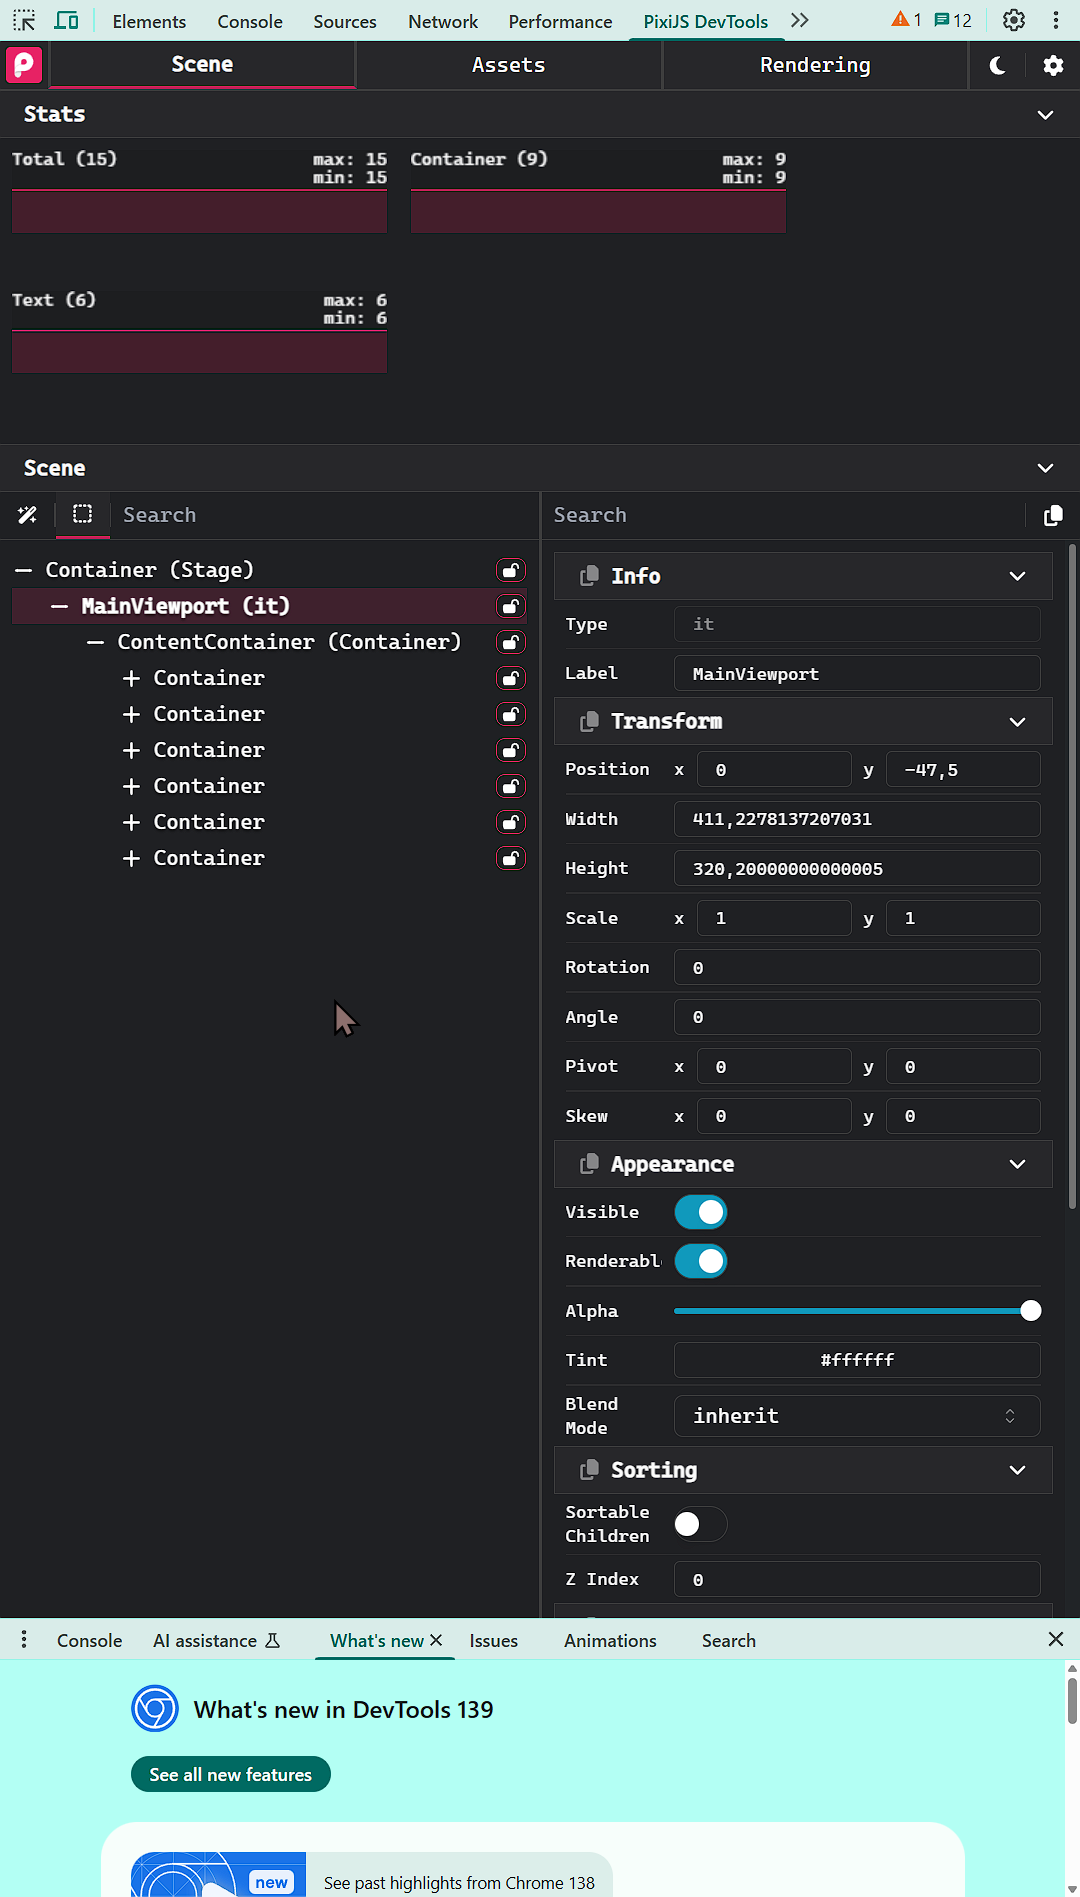 Elements Console Sources Network Performance PixiJS DevTools 1 12
Scene Assets Rendering
Stats
Total (15) max: 15 min: 15
Container (9) max: 9 min: 9
Text (6) max: 6 min: 6
Scene
Search
Container (Stage)
MainViewport (it)
ContentContainer (Container)
Container
Container
Container
Container
Container
Container
Search
Info
Type it
Label MainViewport
Transform
Position x 0 y -47,5
Width 411,2278137207031
Height 320,20000000000005
Scale x 1 y 1
Rotation 0
Angle 0
Pivot x 0 y 0
Skew x 0 y 0
Appearance
Visible
Renderabl
Alpha
Tint #ffffff
Blend Mode inherit
Sorting
Sortable Children
Z Index 0
Console AI assistance What's new Issues Animations Search
What's new in DevTools 139
See all new features
new
See past highlights from Chrome 138